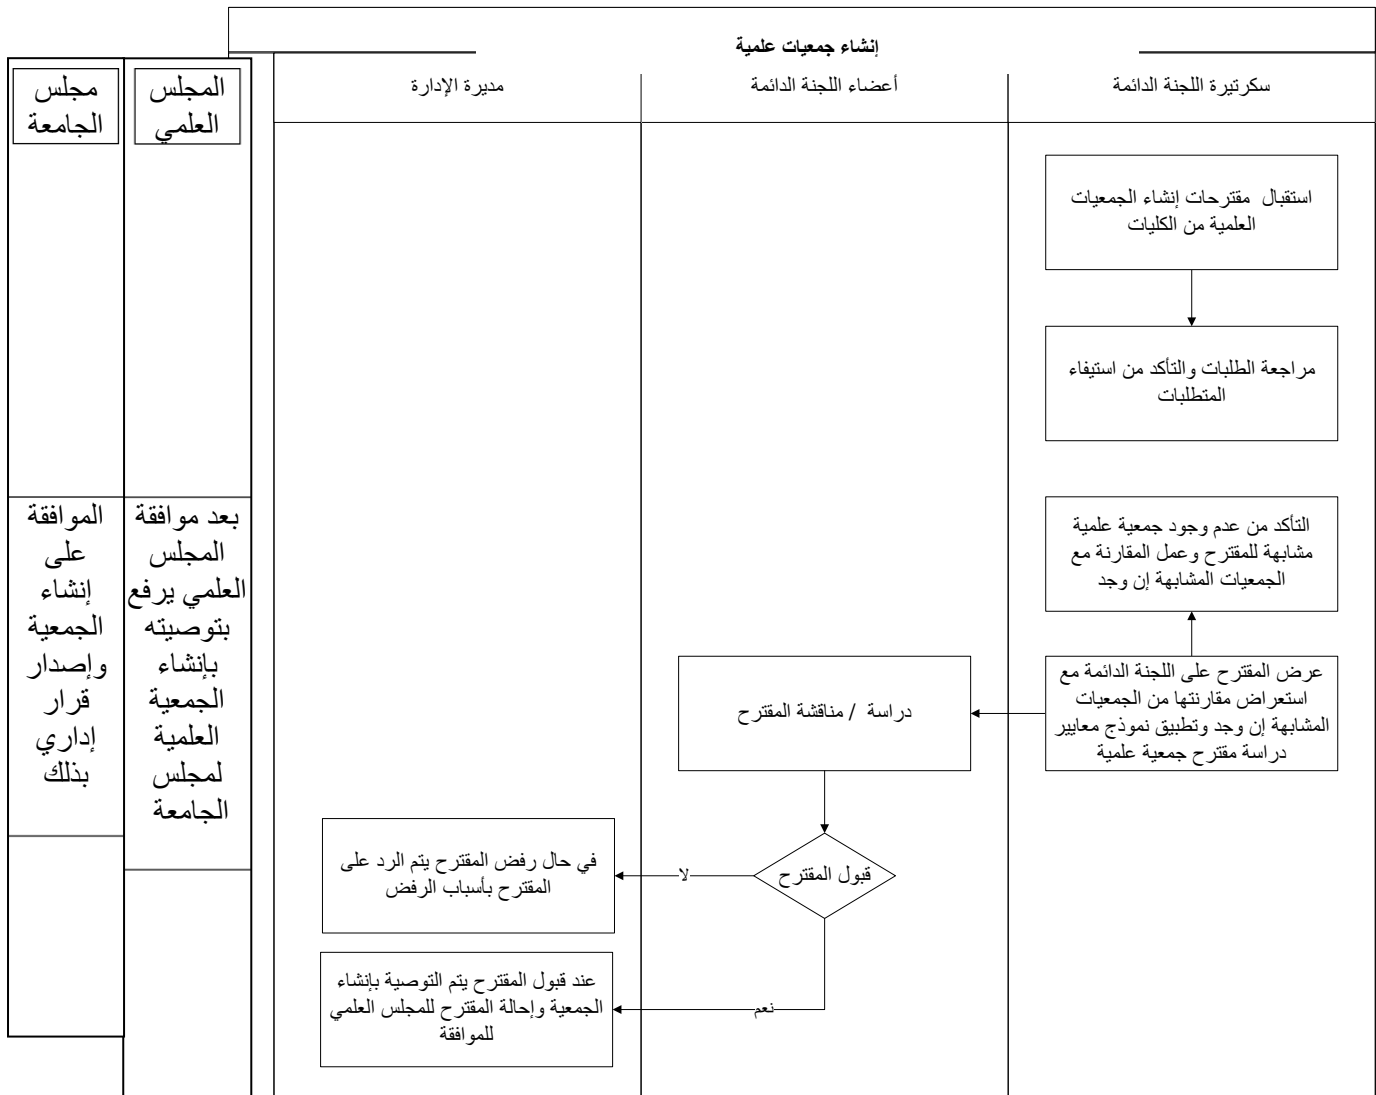 إنشاء جمعيات علمية
سكرتيرة اللجنة الدائمة
أعضاء اللجنة الدائمة
مديرة الإدارة
المجلس
العلمي
مجلس
الجامعة
استقبال مقترحات إنشاء الجمعيات
العلمية من الكليات
مراجعة الطلبات والتأكد من استيفاء
المتطلبات
التأكد من عدم وجود جمعية علمية
مشابهة للمقترح وعمل المقارنة مع
الجمعيات المشابهة إن وجد
عرض المقترح على اللجنة الدائمة مع
استعراض مقارنتها من الجمعيات
المشابهة إن وجد وتطبيق نموذج معايير
دراسة مقترح جمعية علمية
دراسة / مناقشة المقترح
قبول المقترح
لا
في حال رفض المقترح يتم الرد على
المقترح بأسباب الرفض
نعم
عند قبول المقترح يتم التوصية بإنشاء
الجمعية وإحالة المقترح للمجلس العلمي
للموافقة
بعد موافقة
المجلس
العلمي يرفع
بتوصيته
بإنشاء
الجمعية
العلمية
لمجلس
الجامعة
الموافقة
على
إنشاء
الجمعية
وإصدار
قرار
إداري
بذلك